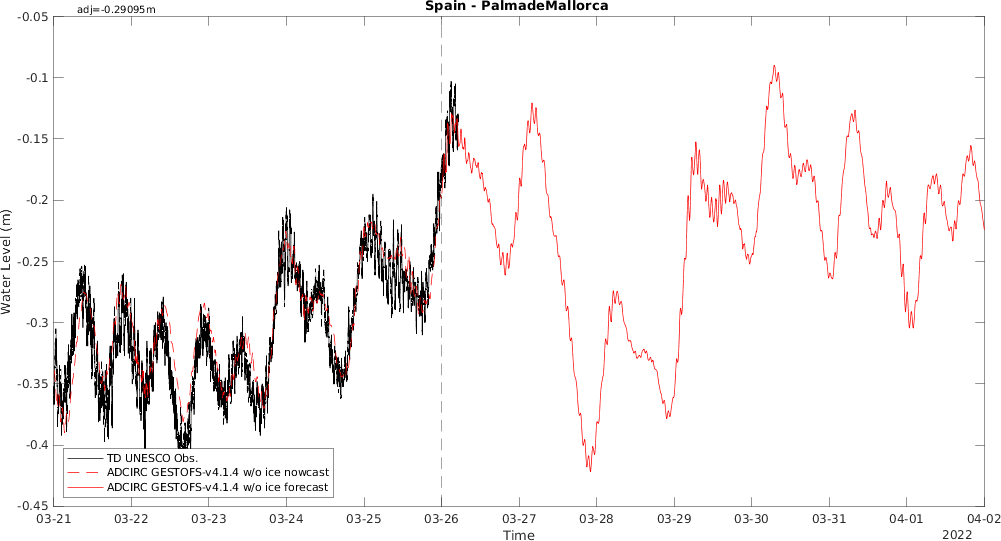 adj=-0.29095m
Spain - PalmadeMallorca
-0.05
-0.1
-0.15
-0.2
-0.25
-0.3
-0.35
-0.4
-0.45
Water Level (m)
TD UNESCO Obs.
ADCIRC GESTOFS-v4.1.4 w/o ice nowcast
ADCIRC GESTOFS-v4.1.4 w/o ice forecast
03-21 03-22 03-23 03-24 03-25 03-26 03-27 03-28 03-29 03-30 03-31 04-01 04-02
Time
2022